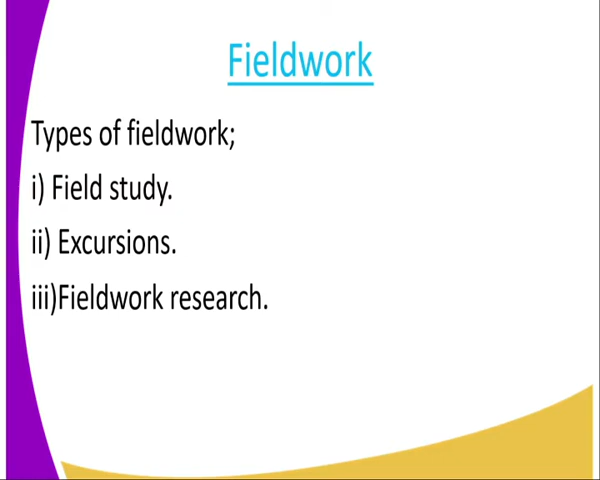 Fieldwork
Types of fieldwork;
i) Field study.
ii) Excursions.
iii)Fieldwork research.